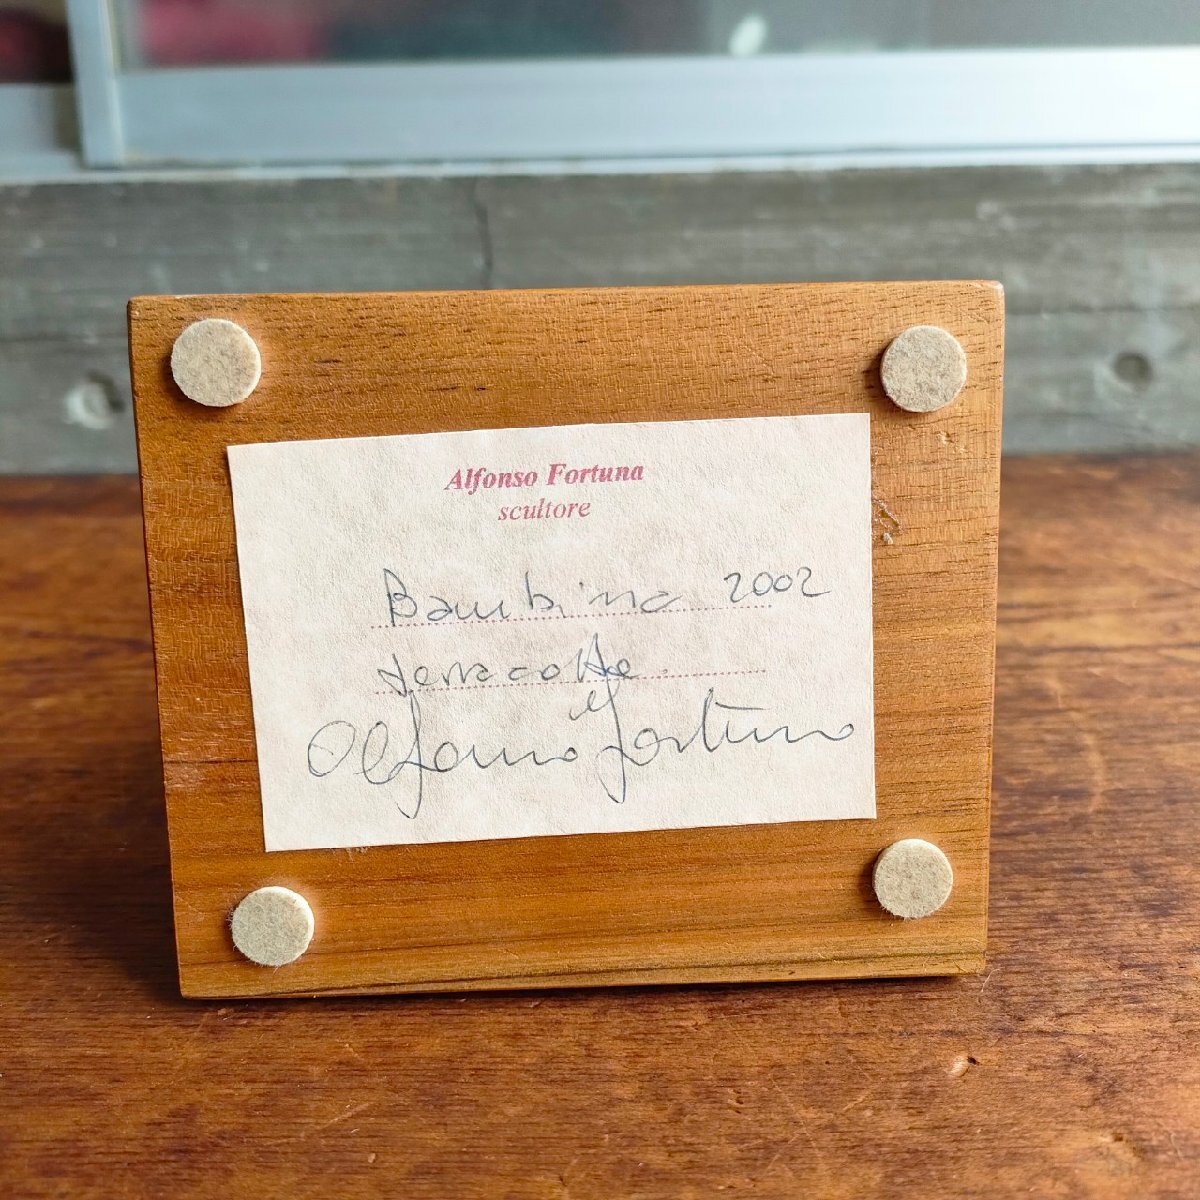 Alfonso Fortuna
scultore
Bambina 2002
terracotta.
Alfonso Fortuna